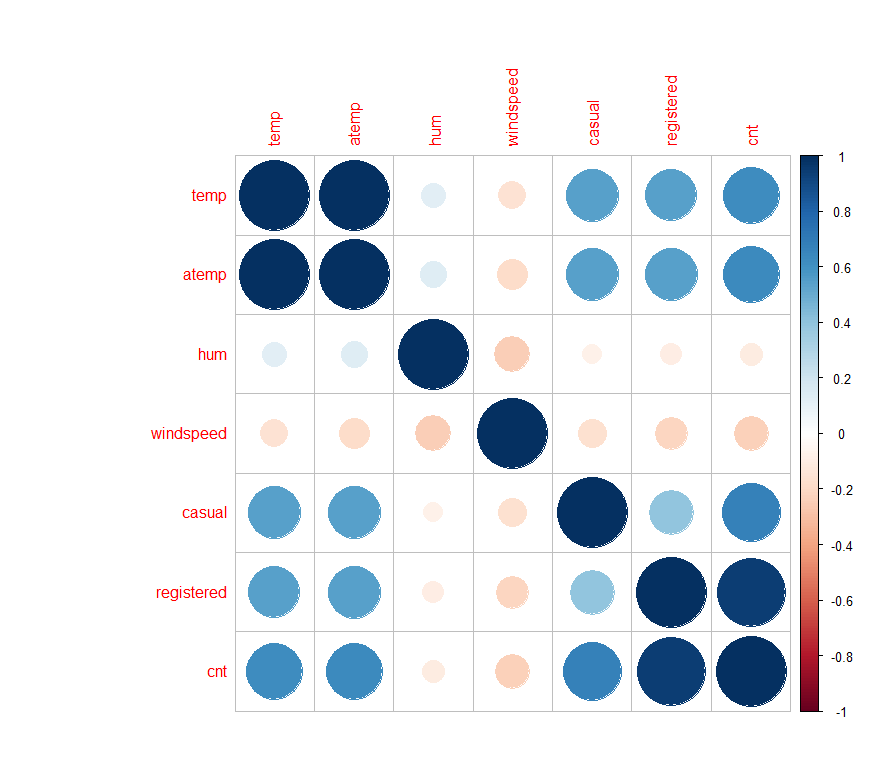 temp
atemp
hum
windspeed
casual
registered
cnt
temp
atemp
hum
windspeed
casual
registered
cnt
1
0.8
0.6
0.4
0.2
0
-0.2
-0.4
-0.6
-0.8
-1